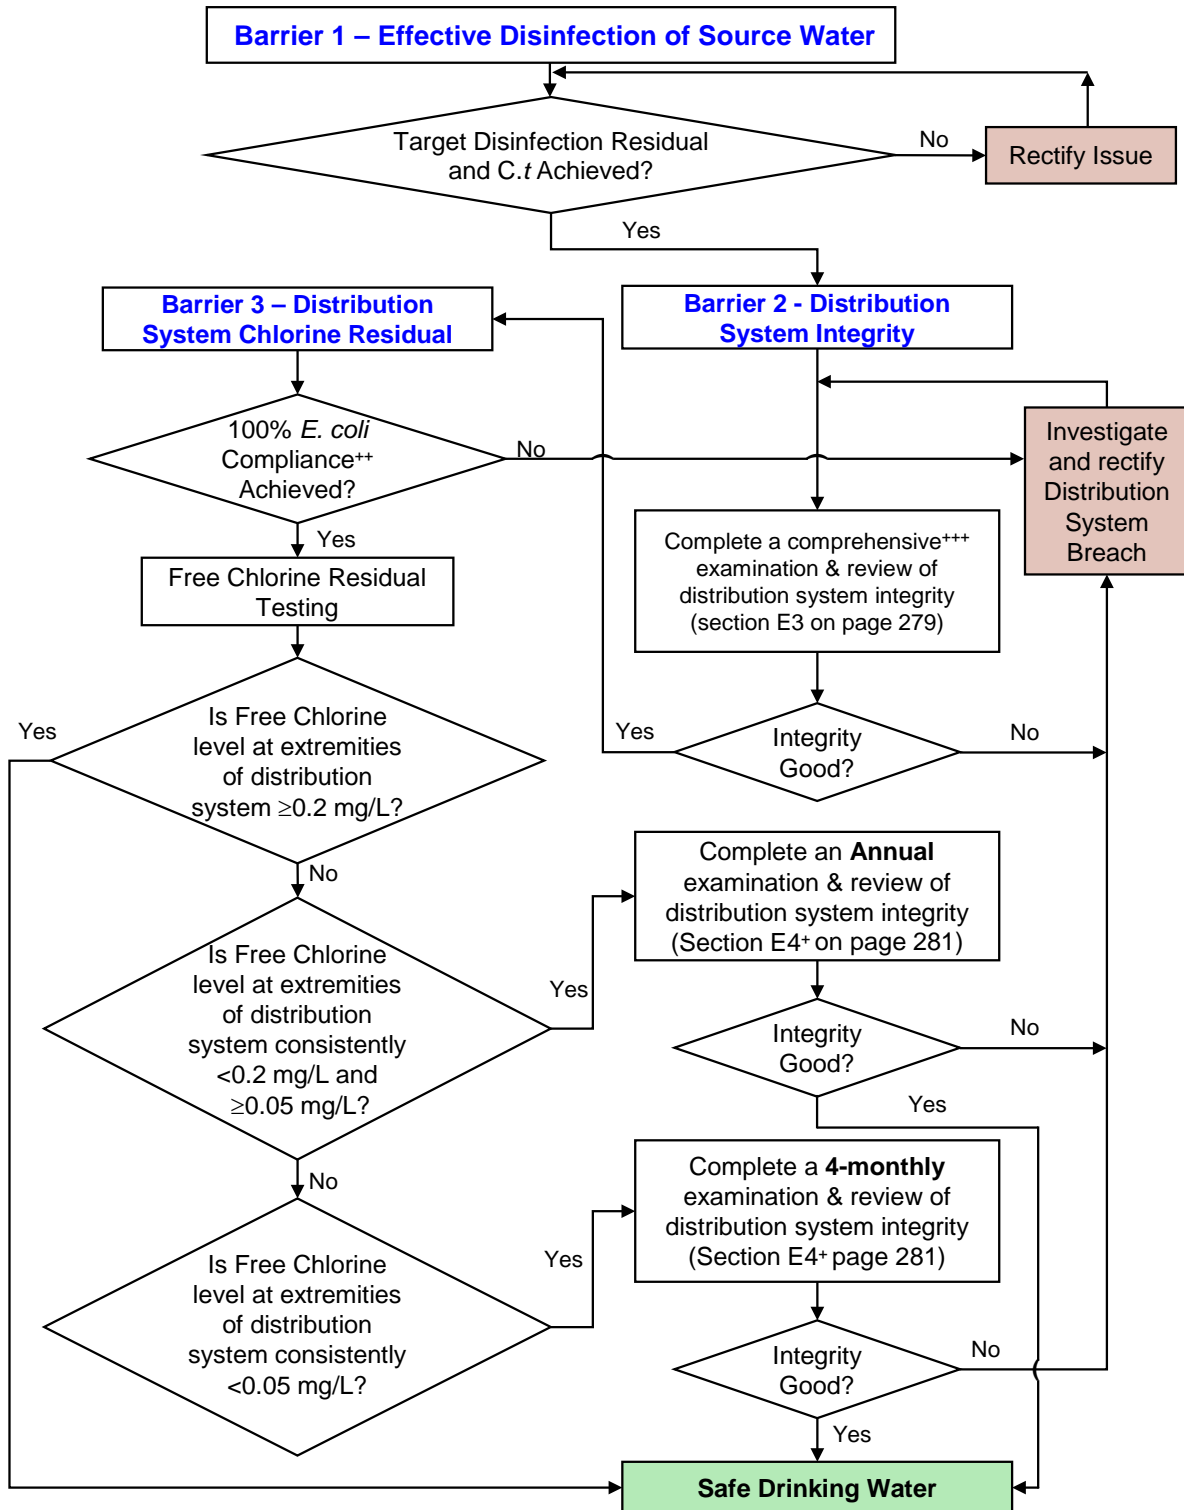 Barrier 1 – Effective Disinfection of Source Water
Target Disinfection Residual
and C.t Achieved?
No
Rectify Issue
Yes
Barrier 3 – Distribution
System Chlorine Residual
Barrier 2 - Distribution
System Integrity
100% E. coli
Compliance++
Achieved?
No
Investigate
and rectify
Distribution
System
Breach
Yes
Free Chlorine Residual
Testing
Complete a comprehensive+++
examination & review of
distribution system integrity
(section E3 on page 279)
Yes
Is Free Chlorine
level at extremities
of distribution
system ≥0.2 mg/L?
Yes
Integrity
Good?
No
No
Complete an Annual
examination & review of
distribution system integrity
(Section E4+ on page 281)
Is Free Chlorine
level at extremities
of distribution
system consistently
<0.2 mg/L and
≥0.05 mg/L?
Yes
Integrity
Good?
No
Yes
No
Complete a 4-monthly
examination & review of
distribution system integrity
(Section E4+ page 281)
Is Free Chlorine
level at extremities
of distribution
system consistently
<0.05 mg/L?
Yes
Integrity
Good?
No
Yes
Safe Drinking Water